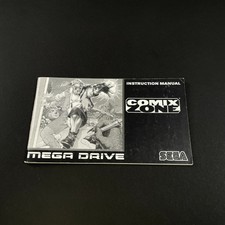 INSTRUCTION MANUAL
COMIX
ZONE
MEGA DRIVE
SEGA